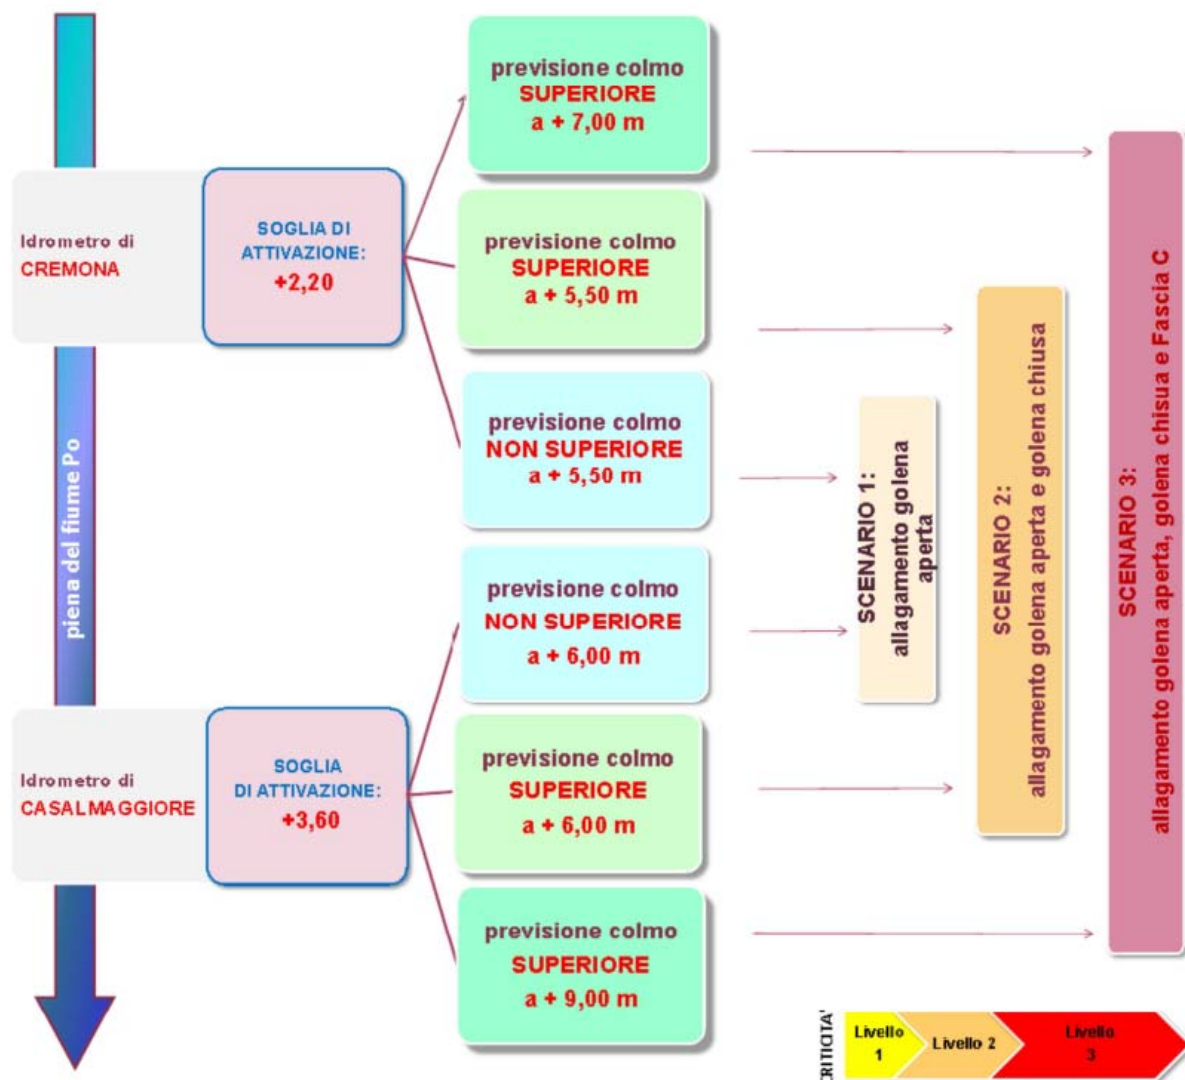 piena del fiume Po
Idrometro di
CREMONA
SOGLIA DI
ATTIVAZIONE:
+2,20
previsione colmo
SUPERIORE
a + 7,00 m
previsione colmo
SUPERIORE
a + 5,50 m
previsione colmo
NON SUPERIORE
a + 5,50 m
Idrometro di
CASALMAGGIORE
SOGLIA
DI ATTIVAZIONE:
+3,60
previsione colmo
NON SUPERIORE
a + 6,00 m
previsione colmo
SUPERIORE
a + 6,00 m
previsione colmo
SUPERIORE
a + 9,00 m
SCENARIO 1:
allagamento golena
aperta
SCENARIO 2:
allagamento golena aperta e golena chiusa
SCENARIO 3:
allagamento golena aperta, golena chisua e Fascia C
RITICITA'
Livello
1
Livello 2
Livello
3